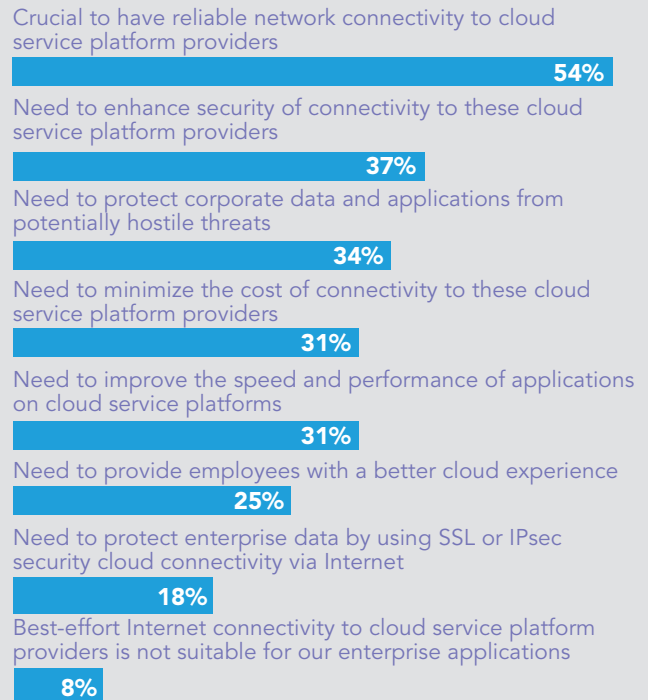 Crucial to have reliable network connectivity to cloud
service platform providers
54%
Need to enhance security of connectivity to these cloud
service platform providers
37%
Need to protect corporate data and applications from
potentially hostile threats
34%
Need to minimize the cost of connectivity to these cloud
service platform providers
31%
Need to improve the speed and performance of applications
on cloud service platforms
31%
Need to provide employees with a better cloud experience
25%
Need to protect enterprise data by using SSL or IPsec
security cloud connectivity via Internet
18%
Best-effort Internet connectivity to cloud service platform
providers is not suitable for our enterprise applications
8%